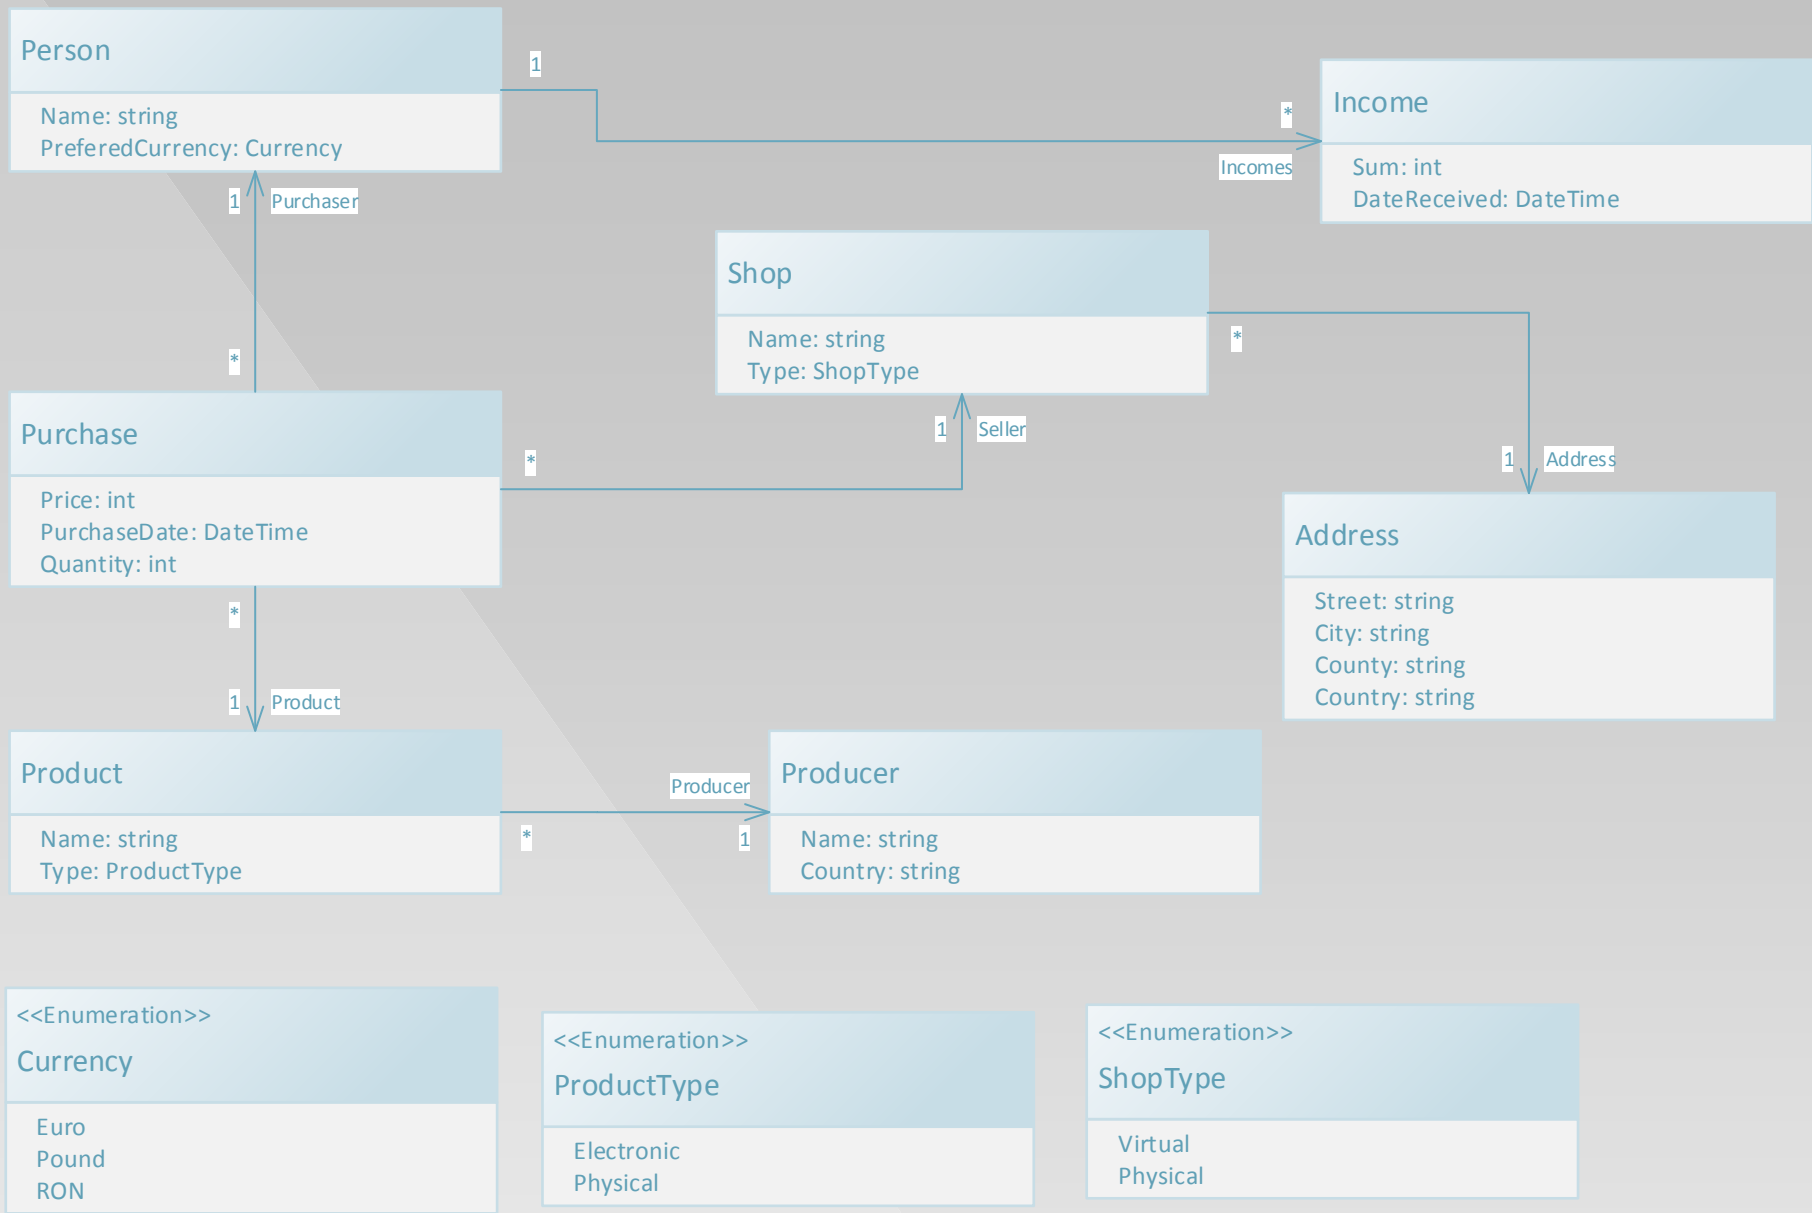 Person
Name: string
PreferedCurrency: Currency
1
*
Incomes
Income
Sum: int
DateReceived: DateTime
1
Purchaser
*
Shop
Name: string
Type: ShopType
*
1
Seller
*
1
Address
Purchase
Price: int
PurchaseDate: DateTime
Quantity: int
Address
Street: string
City: string
County: string
Country: string
*
1
Product
Product
Name: string
Type: ProductType
Producer
*
1
Producer
Name: string
Country: string
<<Enumeration>>
Currency
Euro
Pound
RON
<<Enumeration>>
ProductType
Electronic
Physical
<<Enumeration>>
ShopType
Virtual
Physical